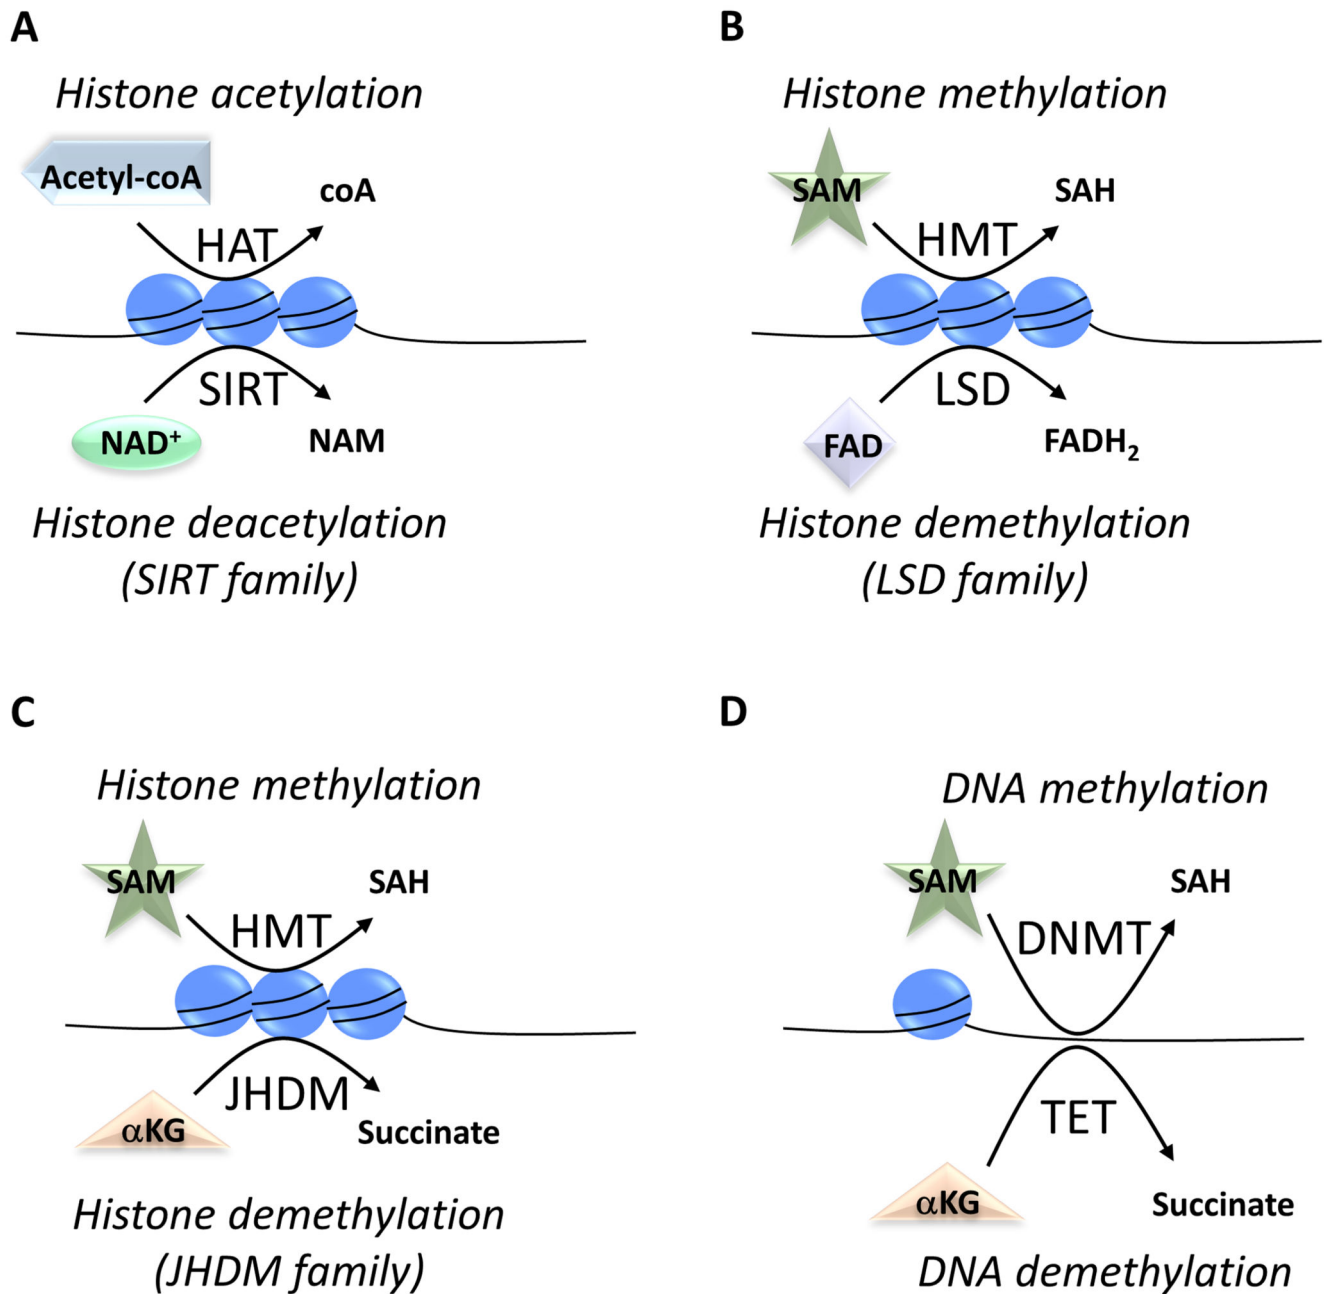 A
Histone acetylation
Acetyl-coA
coA
HAT
SIRT
NAD⁺
NAM
Histone deacetylation
(SIRT family)
B
Histone methylation
SAM
SAH
HMT
LSD
FAD
FADH₂
Histone demethylation
(LSD family)
C
Histone methylation
SAM
SAH
HMT
JHDM
αKG
Succinate
Histone demethylation
(JHDM family)
D
DNA methylation
SAM
SAH
DNMT
TET
αKG
Succinate
DNA demethylation